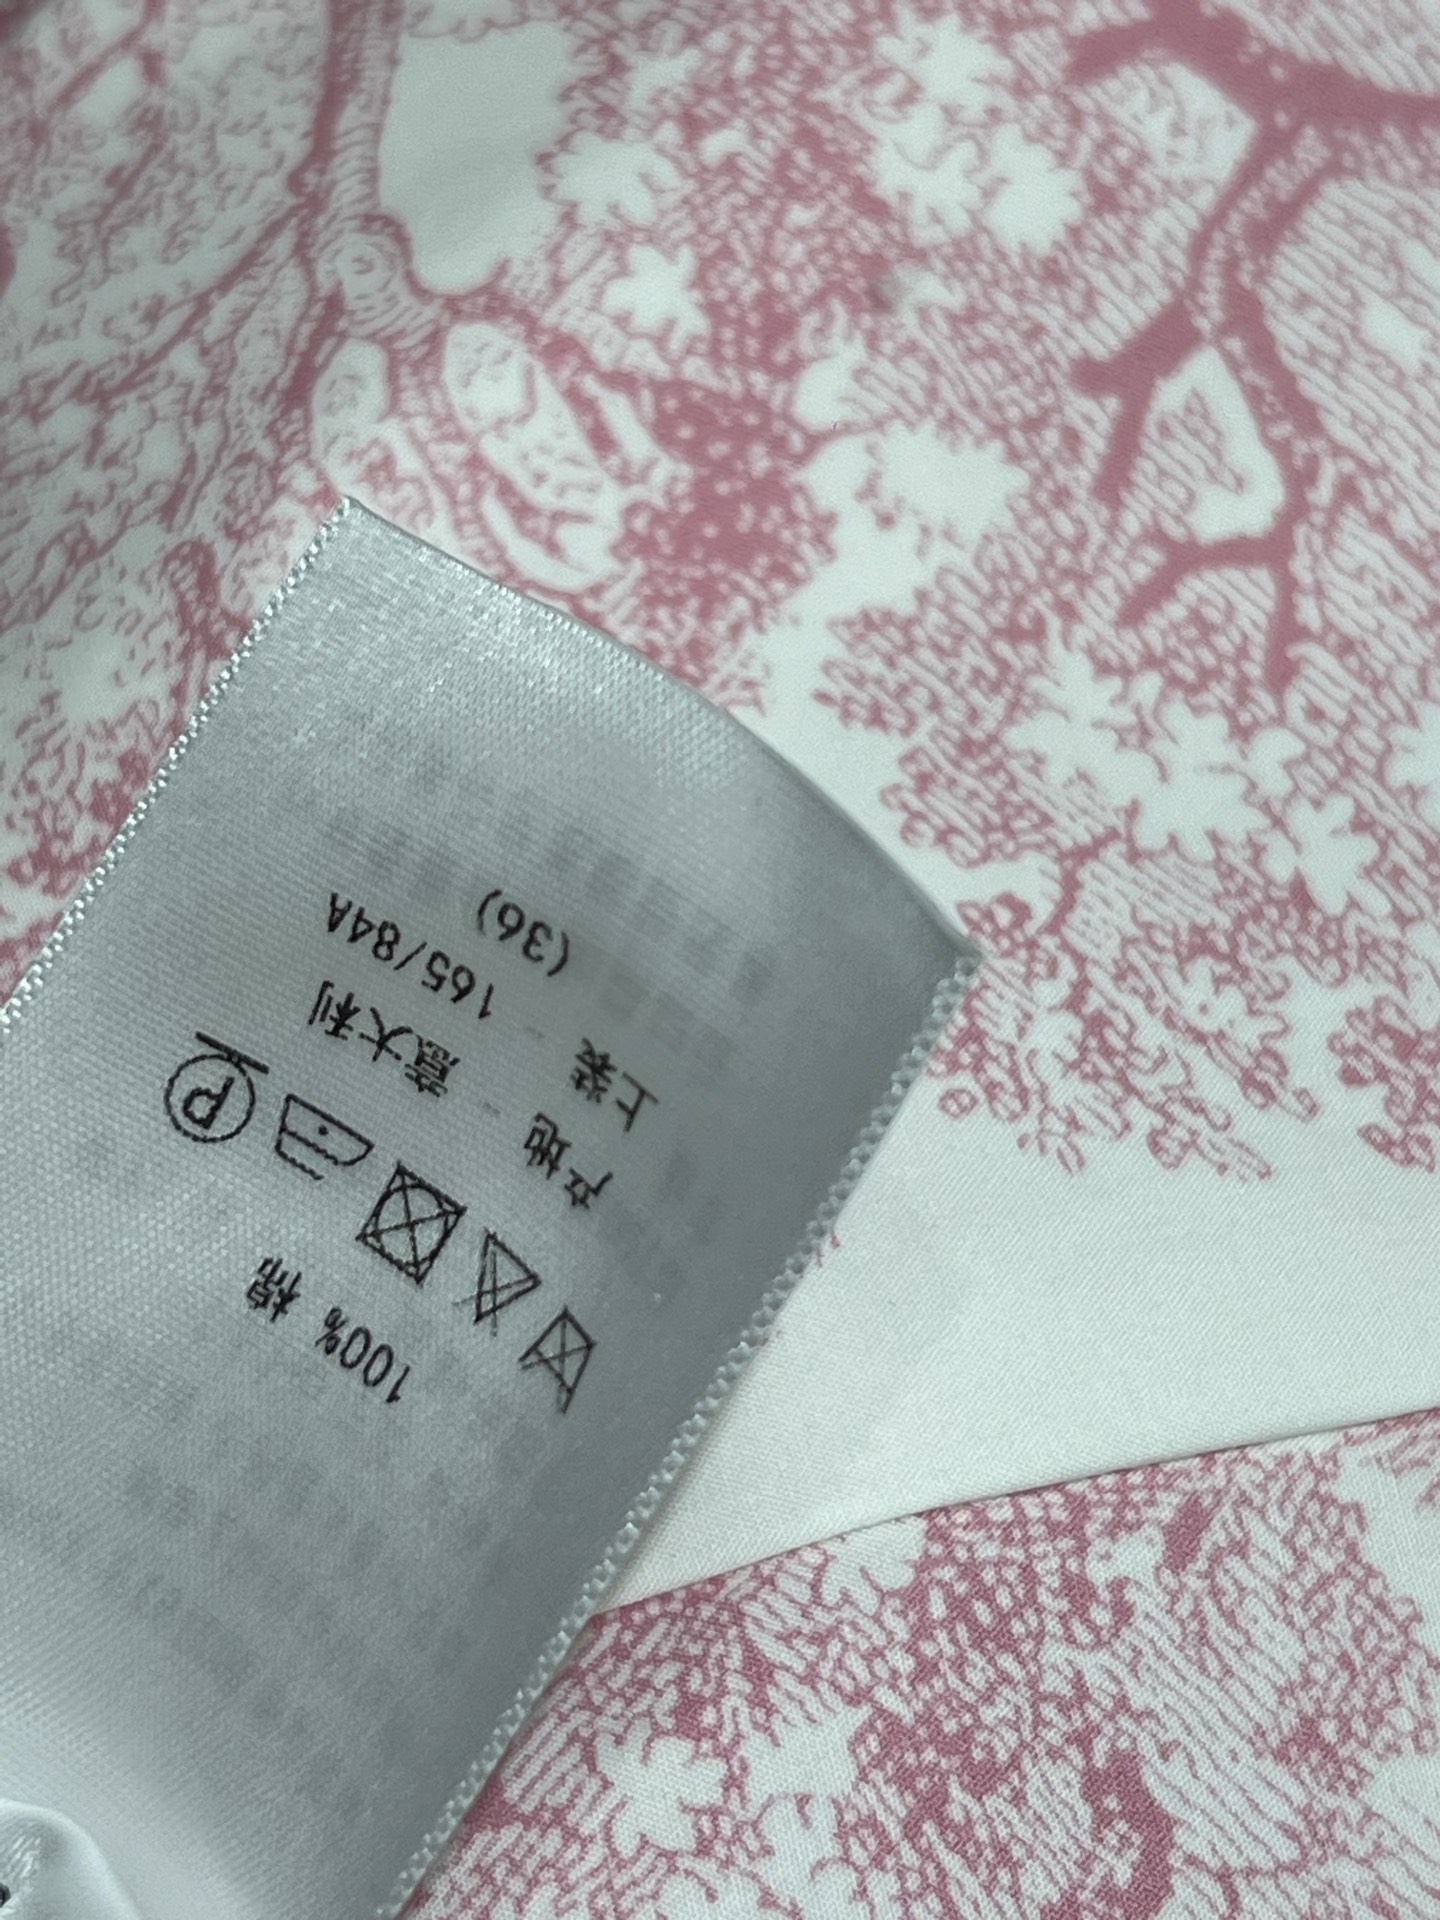 100% 棉
产地 - 意大利
上装 - 165/84A
(36)